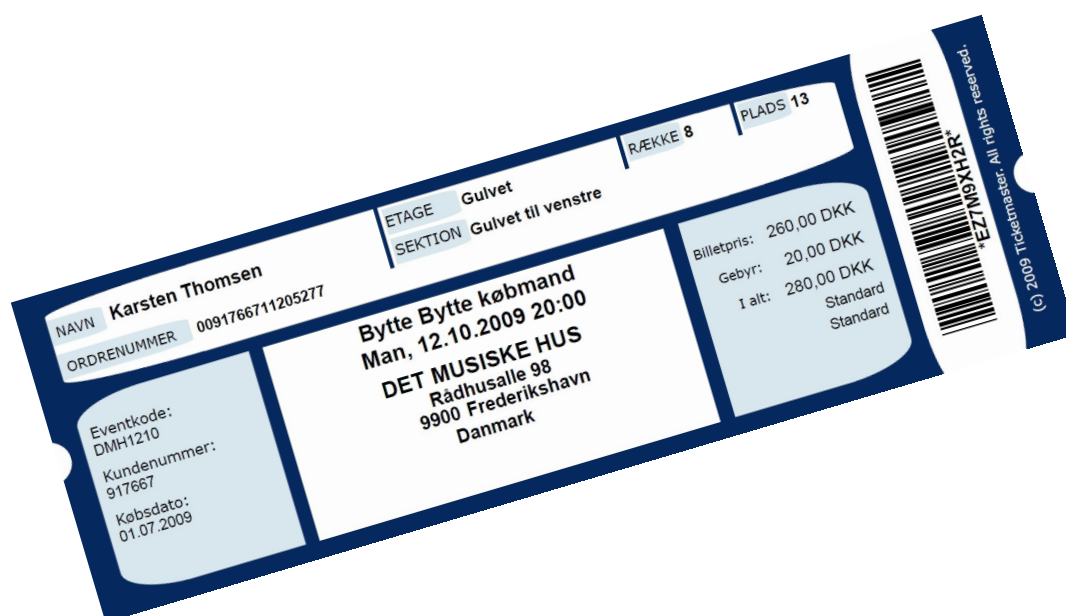 NAVN Karsten Thomsen
ORDRENUMMER 0091766711205277
ETAGE Gulvet
SEKTION Gulvet til venstre
RÆKKE 8
PLADS 13
Eventkode:
DMH1210
Kundenummer:
917667
Købsdato:
01.07.2009
Bytte Bytte købmand
Man, 12.10.2009 20:00
DET MUSISKE HUS
Rådhusalle 98
9900 Frederikshavn
Danmark
Billetpris: 260,00 DKK
Gebyr: 20,00 DKK
I alt: 280,00 DKK
Standard
Standard
*EZ7M9XH2R*
(c) 2009 Ticketmaster. All rights reserved.